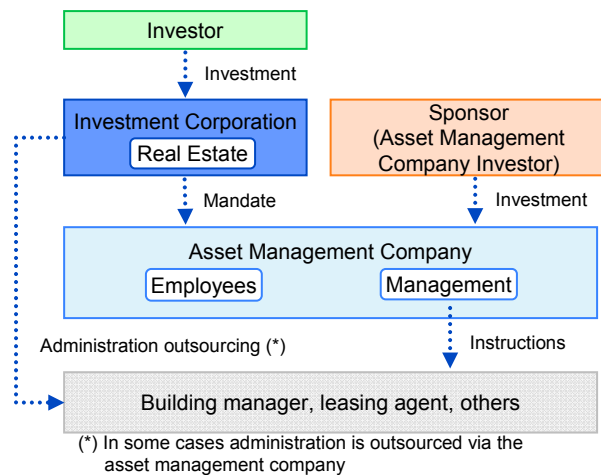 Investor
Investment
Investment Corporation
Real Estate
Sponsor
(Asset Management
Company Investor)
Mandate
Investment
Asset Management Company
Employees
Management
Administration outsourcing (*)
Instructions
Building manager, leasing agent, others
(*) In some cases administration is outsourced via the
asset management company